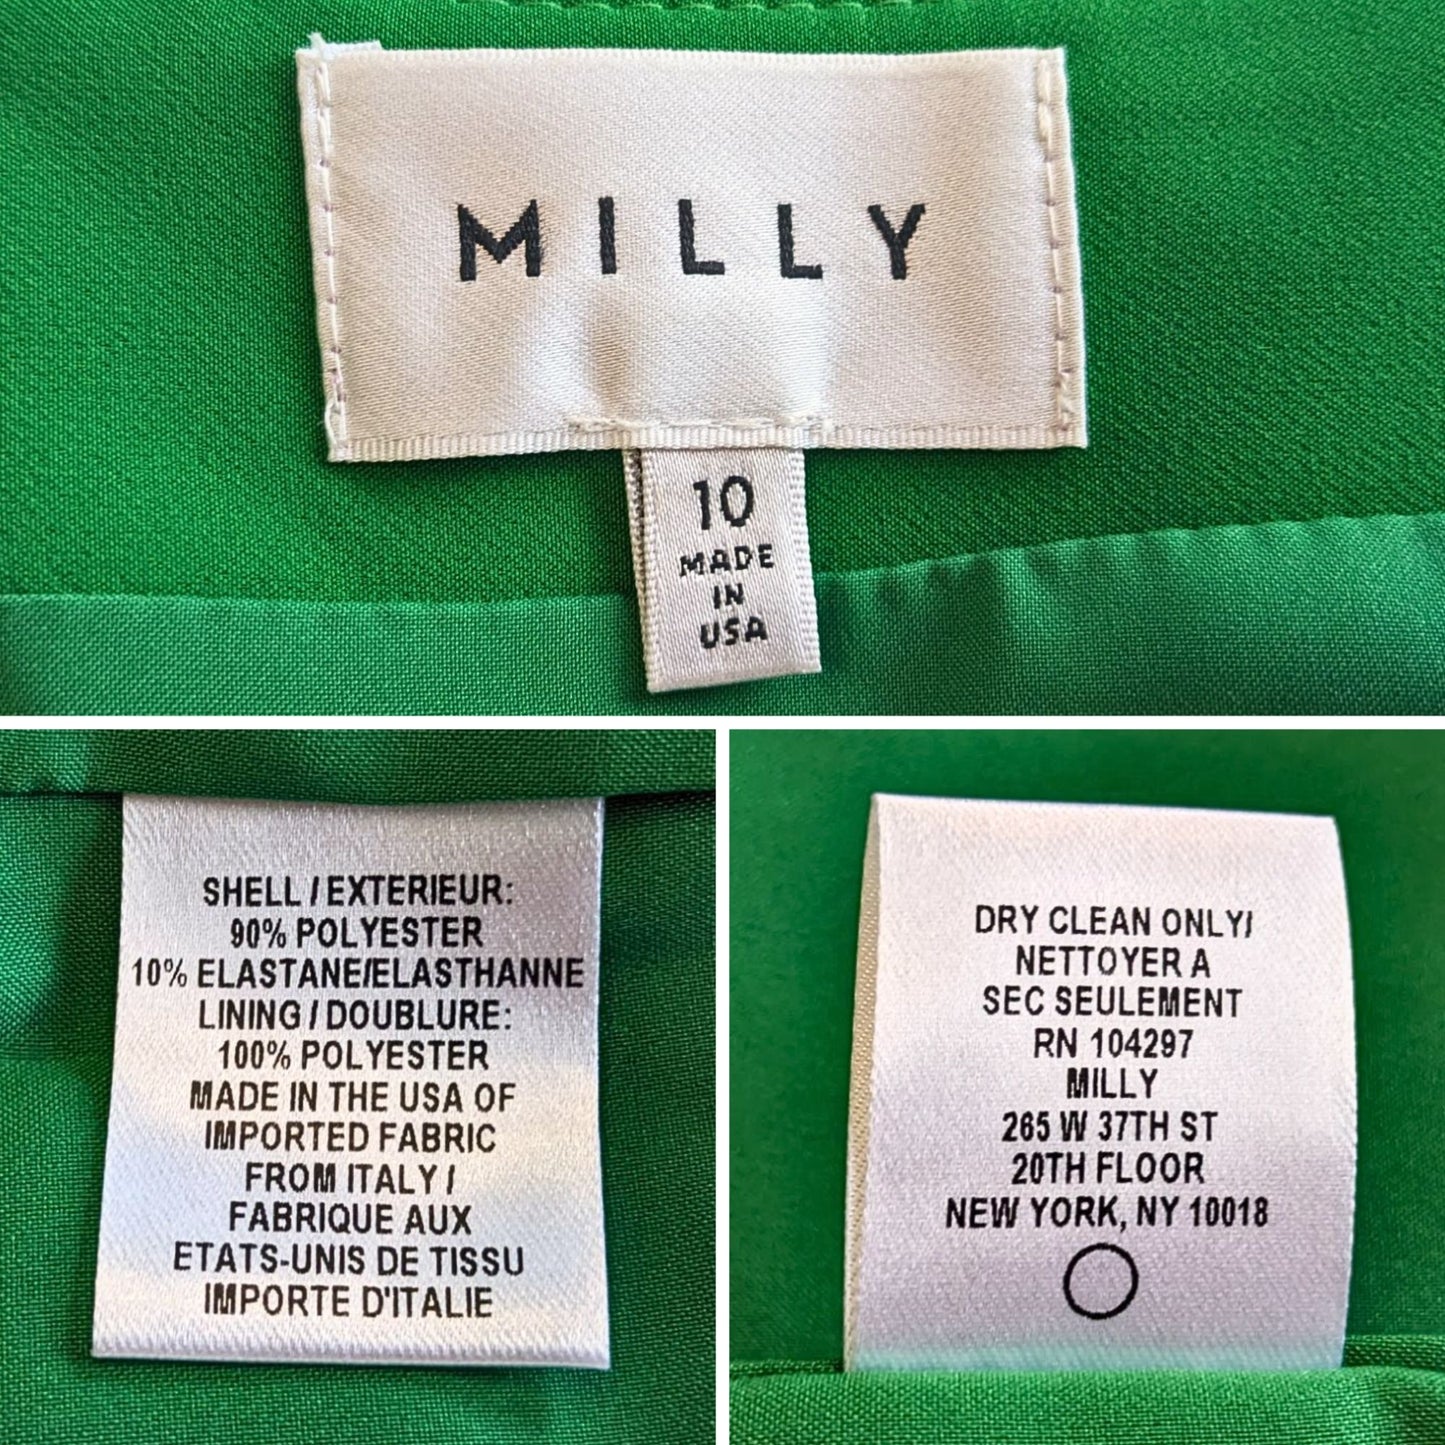 MILLY
10
MADE
IN
USA
SHELL / EXTERIEUR:
90% POLYESTER
10% ELASTANE/ELASTHANNE
LINING / DOUBLURE:
100% POLYESTER
MADE IN THE USA OF
IMPORTED FABRIC
FROM ITALY /
FABRIQUE AUX
ETATS-UNIS DE TISSU
IMPORTE D'ITALIE
DRY CLEAN ONLY/
NETTOYER A
SEC SEULEMENT
RN 104297
MILLY
265 W 37TH ST
20TH FLOOR
NEW YORK, NY 10018